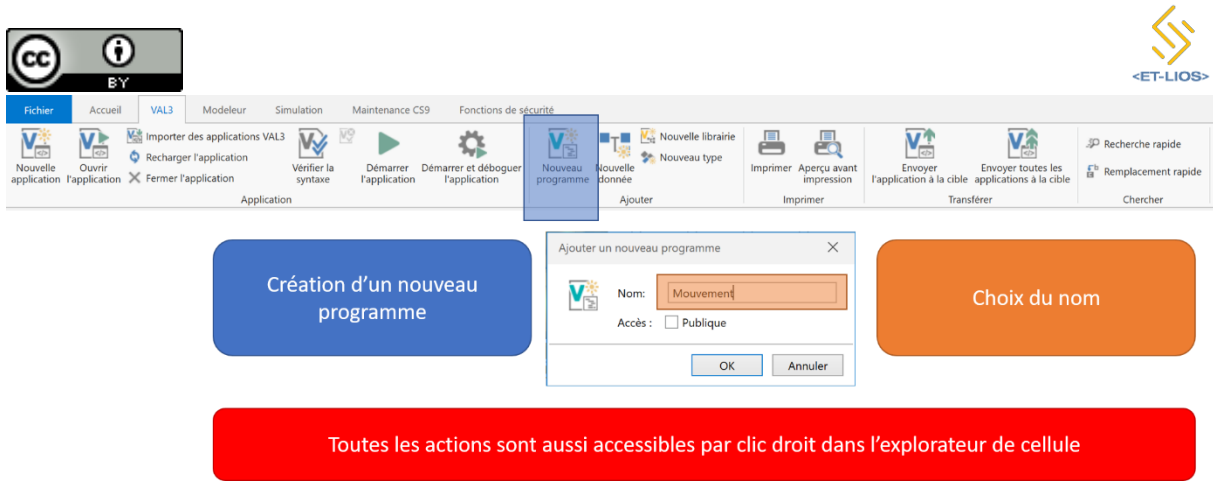 cc
BY
<ET-LIOS>
Fichier Accueil VAL3 Modeleur Simulation Maintenance CS9 Fonctions de sécurité
Nouvelle
application
Ouvrir
l'application
Importer des applications VAL3
Recharger l'application
Fermer l'application
Vérifier la
syntaxe
Démarrer
l'application
Démarrer et déboguer
l'application
Application
Nouveau
programme
Nouvelle
donnée
Nouvelle librairie
Nouveau type
Ajouter
Imprimer
Aperçu avant
impression
Imprimer
Envoyer
l'application à la cible
Envoyer toutes les
applications à la cible
Transférer
Recherche rapide
Remplacement rapide
Chercher
Création d'un nouveau
programme
Ajouter un nouveau programme
Nom: Mouvement
Accès : Publique
OK Annuler
Choix du nom
Toutes les actions sont aussi accessibles par clic droit dans l'explorateur de cellule